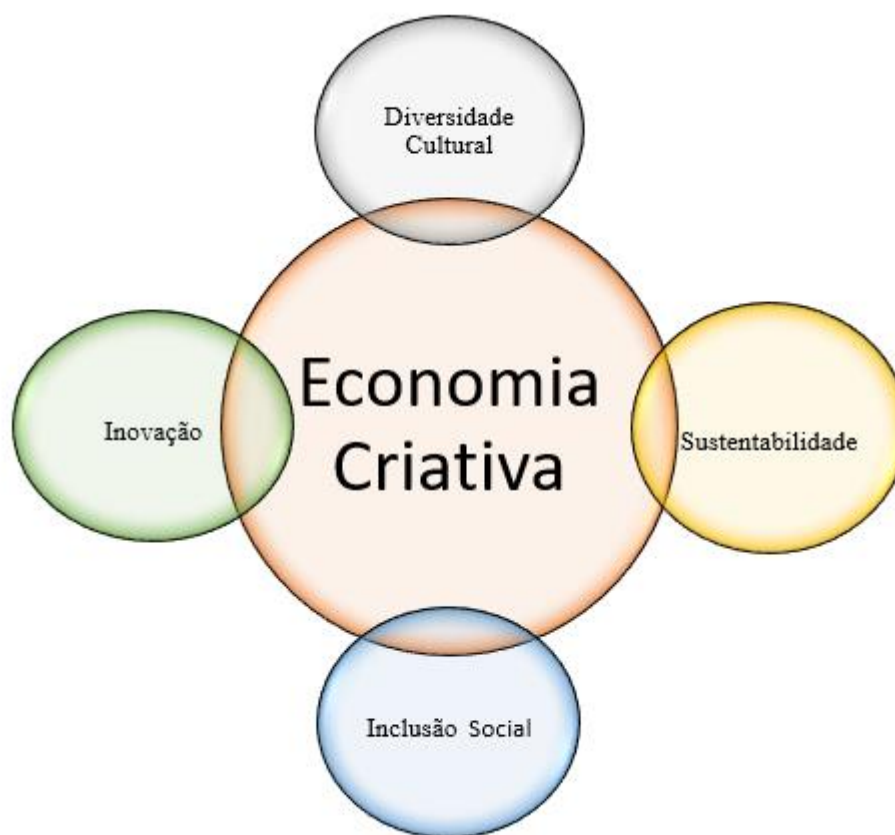 Diversidade
Cultural
Economia
Criativa
Inovação
Sustentabilidade
Inclusão Social